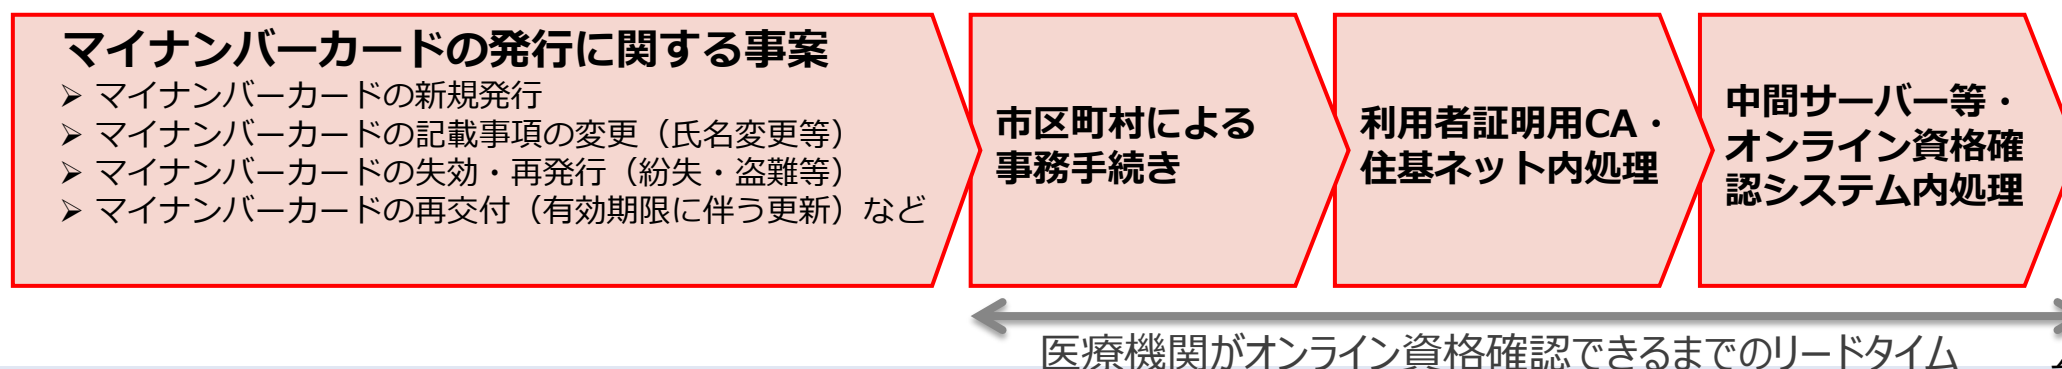 マイナンバーカードの発行に関する事案
➢ マイナンバーカードの新規発行
➢ マイナンバーカードの記載事項の変更（氏名変更等）
➢ マイナンバーカードの失効・再発行（紛失・盗難等）
➢ マイナンバーカードの再交付（有効期限に伴う更新）など
市区町村による
事務手続き
利用者証明用CA・
住基ネット内処理
中間サーバー等・
オンライン資格確
認システム内処理
医療機関がオンライン資格確認できるまでのリードタイム